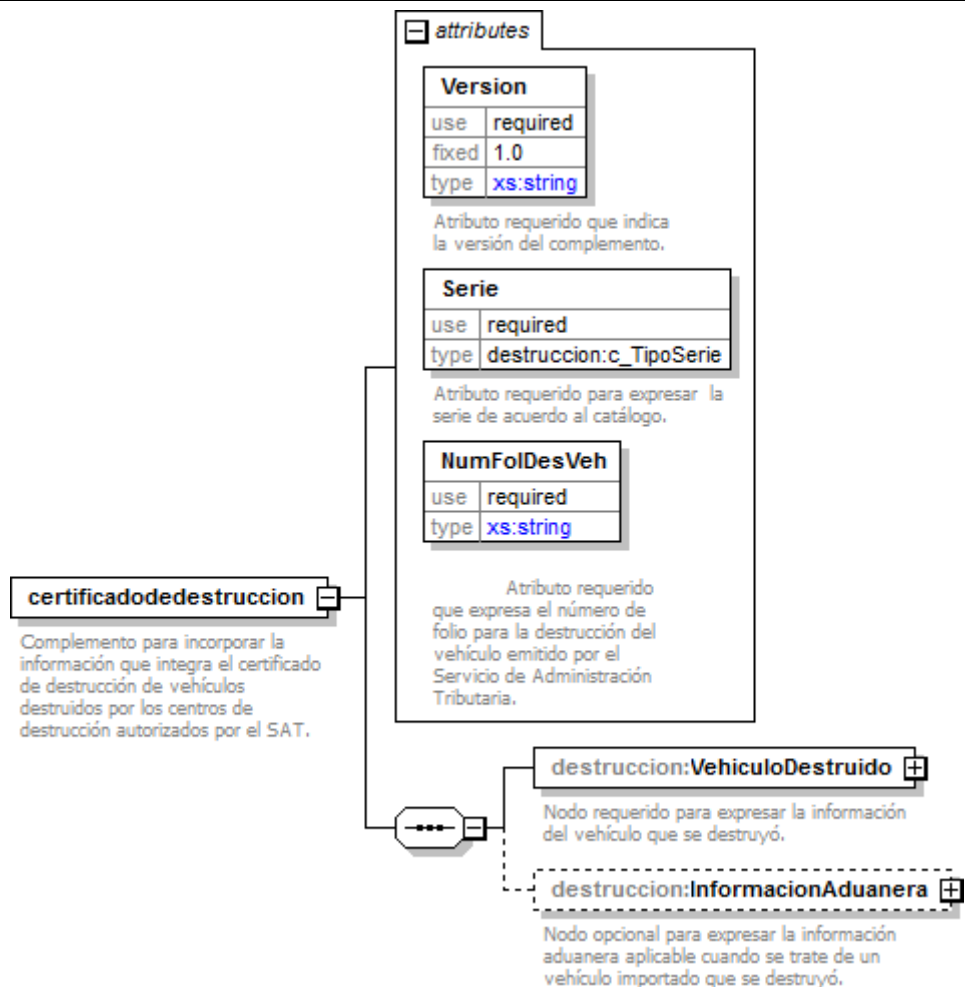 attributes
Version
use required
fixed 1.0
type xs:string
Atributo requerido que indica
la versión del complemento.
Serie
use required
type destruccion:c_TipoSerie
Atributo requerido para expresar la
serie de acuerdo al catálogo.
NumFolDesVeh
use required
type xs:string
Atributo requerido
que expresa el número de
folio para la destrucción del
vehículo emitido por el
Servicio de Administración
Tributaria.
certificadodedestruccion
Complemento para incorporar la
información que integra el certificado
de destrucción de vehículos
destruidos por los centros de
destrucción autorizados por el SAT.
destruccion:VehiculoDestruido
Nodo requerido para expresar la información
del vehículo que se destruyó.
destruccion:InformacionAduanera
Nodo opcional para expresar la información
aduanera aplicable cuando se trate de un
vehículo importado que se destruyó.